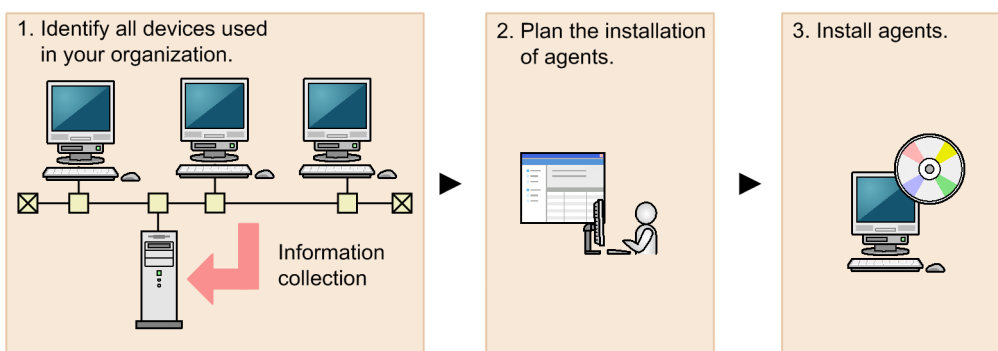 1. Identify all devices used
in your organization.
Information
collection
2. Plan the installation
of agents.
3. Install agents.